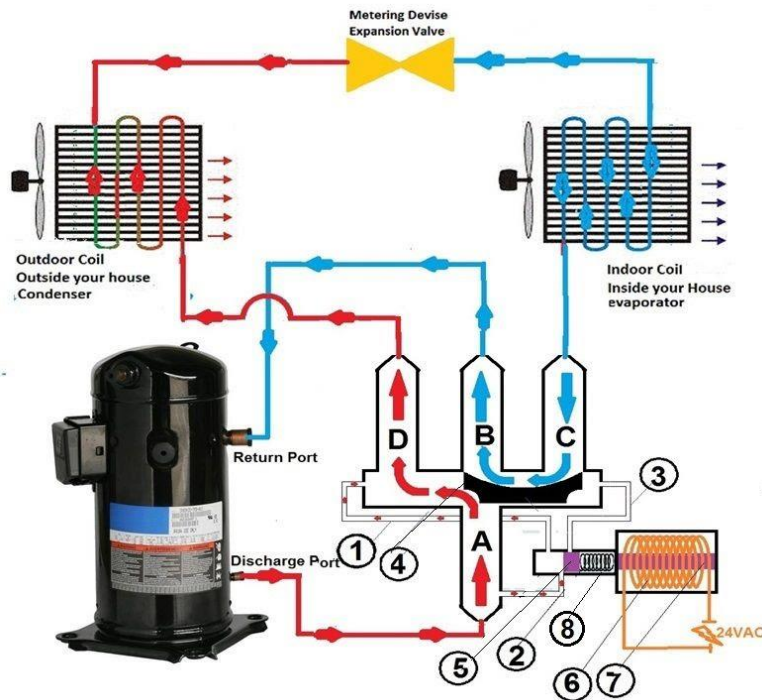 Metering Devise
Expansion Valve
Outdoor Coil
Outside your house
Condenser
Indoor Coil
Inside your House
evaporator
Return Port
Discharge Port
D
B
C
A
1
4
3
5
2
8
6
7
24VAC